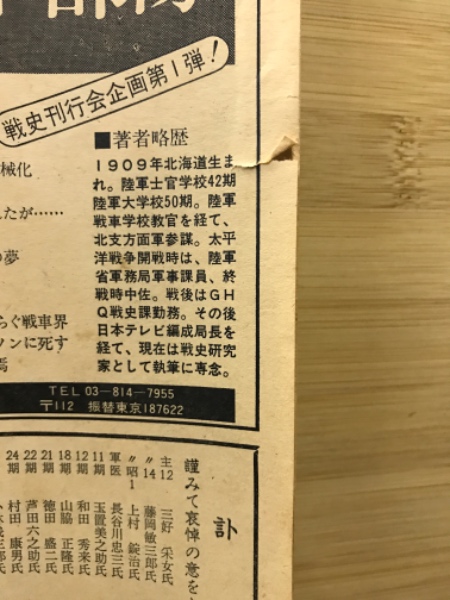 戦史刊行会企画第1弾!
■著者略歴
1909年北海道生ま
れ。陸軍士官学校42期
陸軍大学校50期。陸軍
戦車学校教官を経て、
北支方面軍参謀。太平
洋戦争開戦時は、陸軍
省軍務局軍事課員、終
戦時中佐。戦後はGH
Q戦史課勤務。その後
日本テレビ編成局長を
経て、現在は戦史研究
家として執筆に専念。
械化
たが……
の夢
らぐ戦車界
ソンに死す
TEL 03-814-7955
〒112 振替東京187622
訃
謹みて哀悼の意を
主12 三好 栄女氏
〃14 藤岡敏三郎氏
〃昭1 上村 錠治氏
軍医 長谷川忠三氏
11期 玉置美之助氏
12期 和田 秀来氏
18期 山脇 正隆氏
21期 徳田 盛二氏
22期 芦田六之助氏
23期 村田 康男氏
24期